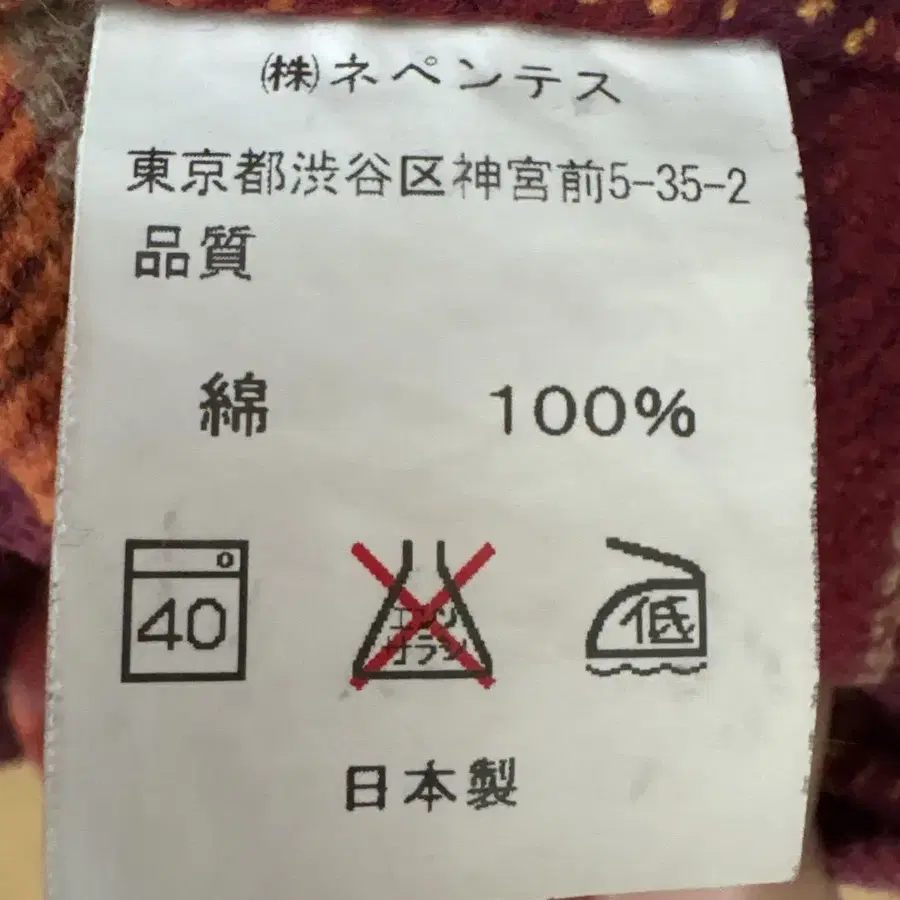 ㈱ネペンテス
東京都渋谷区神宮前5-35-2
品質
綿 100%
40
エンソ
サラシ
低
日本製